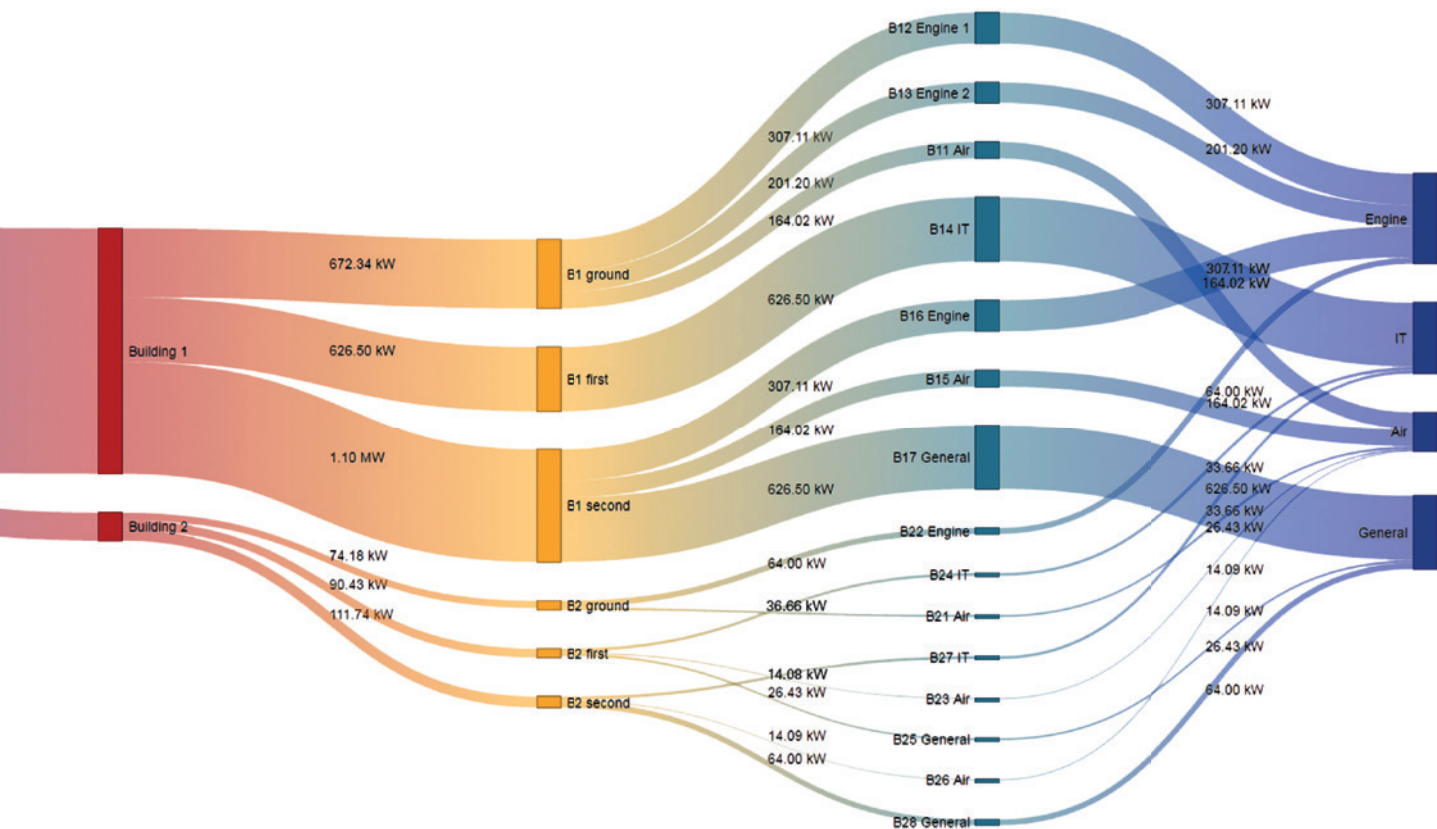 B12 Engine 1
B13 Engine 2
B11 Air
B14 IT
B16 Engine
B15 Air
B17 General
B22 Engine
B24 IT
B21 Air
B27 IT
B23 Air
B25 General
B26 Air
B28 General
Building 1
Building 2
672.34 kW
626.50 kW
1.10 MW
74.18 kW
90.43 kW
111.74 kW
B1 ground
B1 first
B1 second
B2 ground
B2 first
B2 second
307.11 kW
201.20 kW
164.02 kW
626.50 kW
307.11 kW
164.02 kW
626.50 kW
64.00 kW
36.66 kW
14.08 kW
26.43 kW
14.09 kW
64.00 kW
307.11 kW
201.20 kW
307.11 kW
164.02 kW
64.00 kW
164.02 kW
33.66 kW
626.50 kW
33.66 kW
26.43 kW
14.09 kW
14.09 kW
26.43 kW
64.00 kW
Engine
IT
Air
General